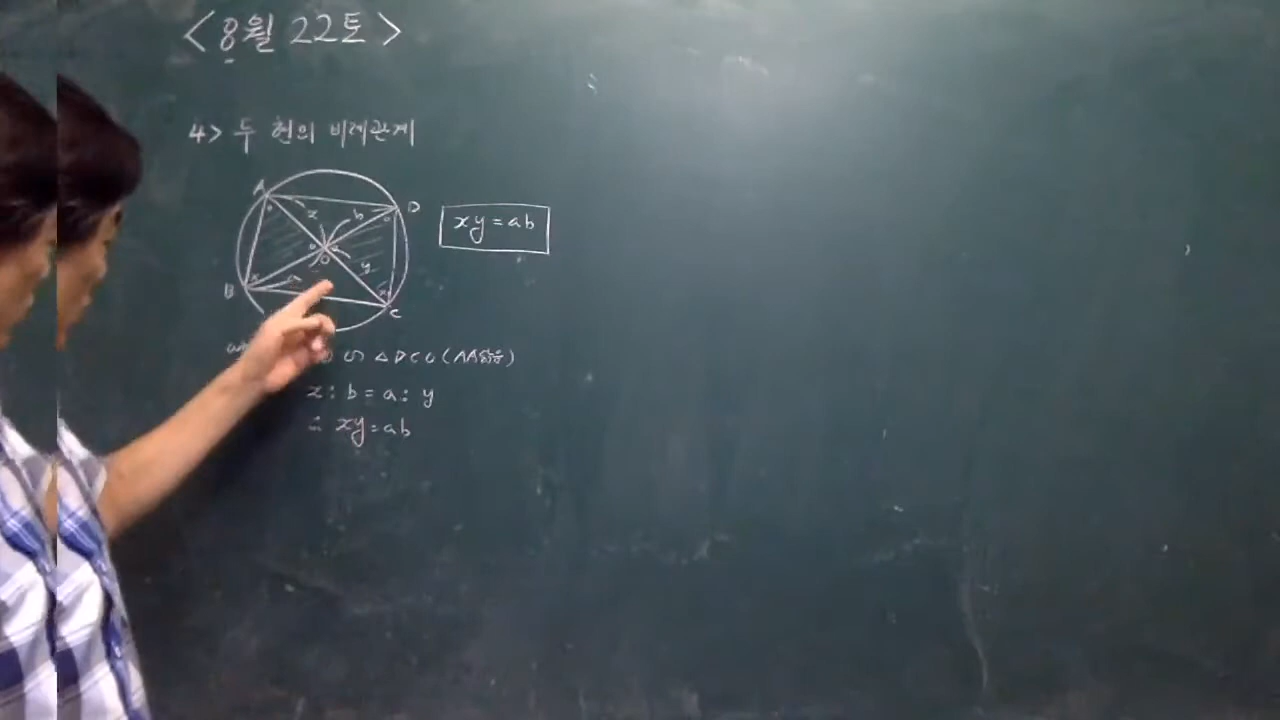 <8월 22토>
4> 두 현의 비례관계
A
x
b
D
xy=ab
O
y
B
x
a
C
∽ △DCO (AA닮음)
x : b = a : y
∴ xy=ab